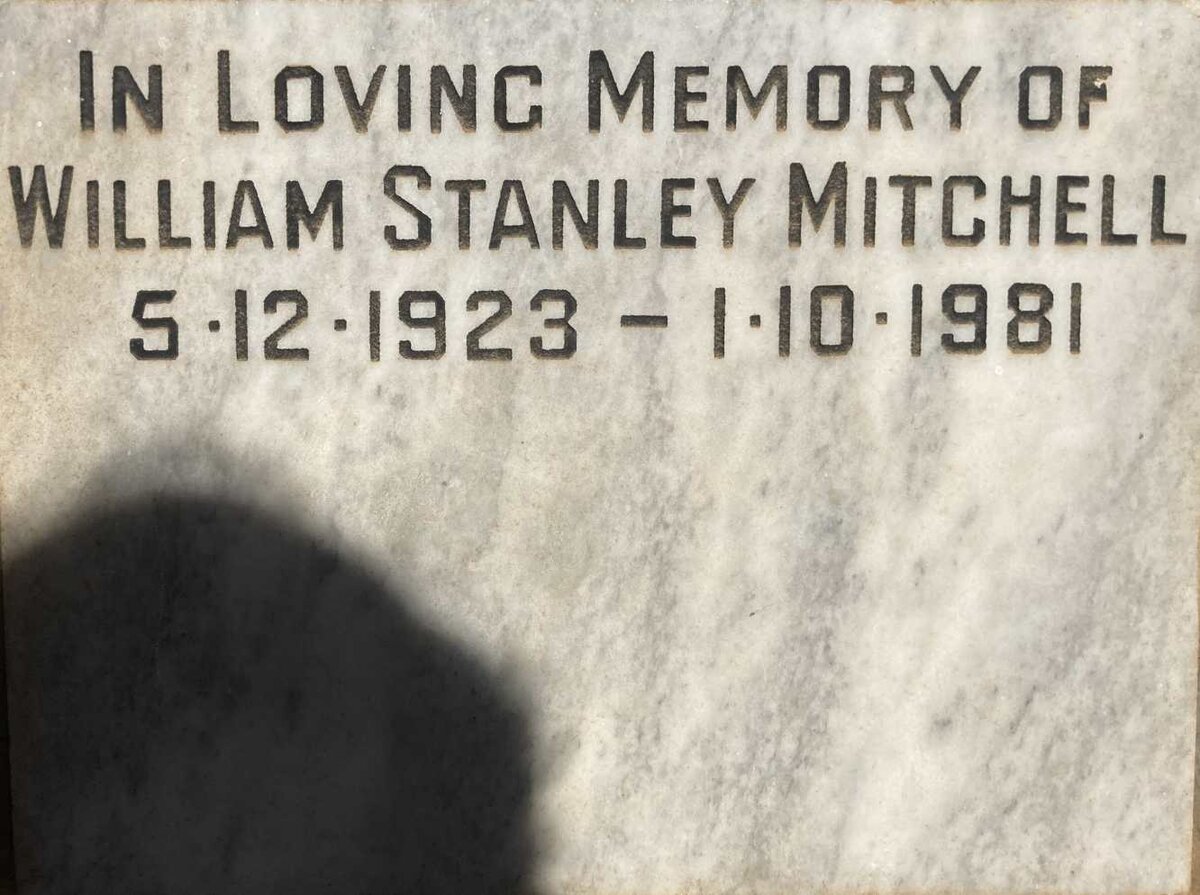 In Loving Memory of
William Stanley Mitchell
5·12·1923 – 1·10·1981